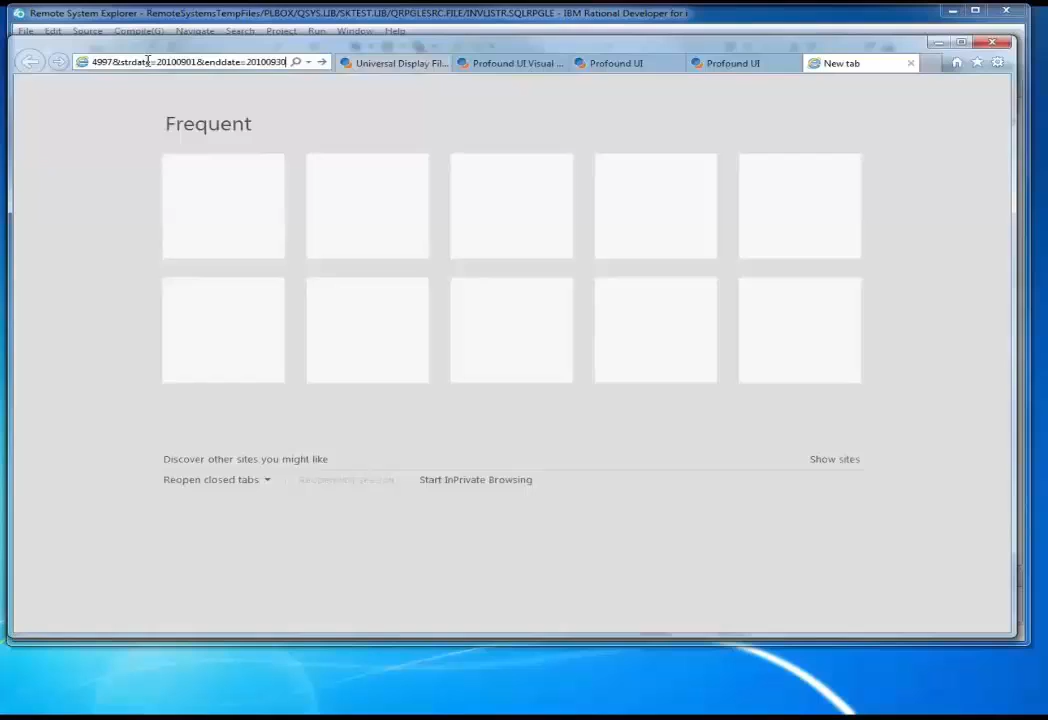 Remote System Explorer - RemoteSystemsTempFiles/PLBOX/QSYS.LIB/SKTEST.LIB/QRPGLESRC.FILE/INVLISTR.SQLRPGLE - IBM Rational Developer for i
File Edit Source Compile(G) Navigate Search Project Run Window Help
4997&strdate=20100901&enddate=20100930
Universal Display Fil... Profound UI Visual ... Profound UI Profound UI New tab
Frequent
Discover other sites you might like Show sites
Reopen closed tabs Start InPrivate Browsing